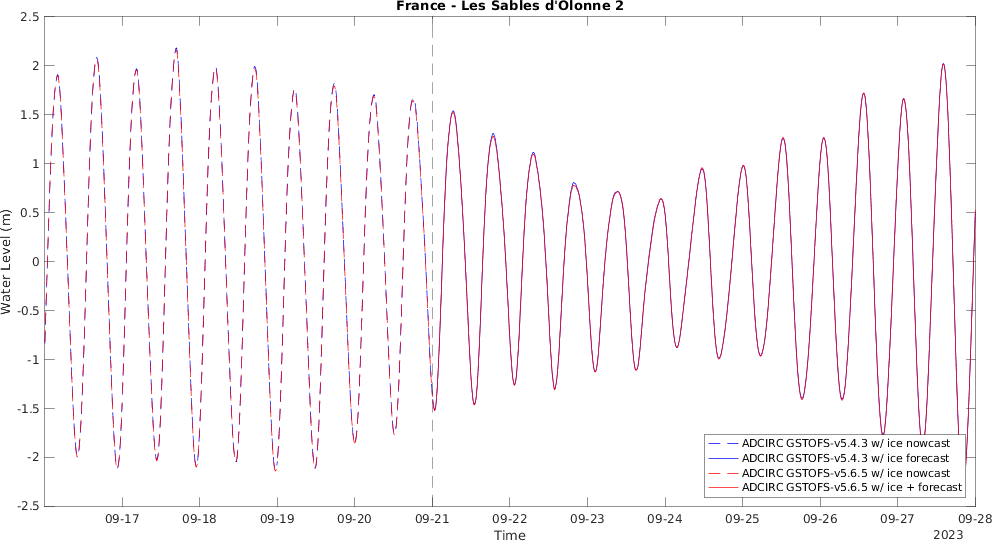 France - Les Sables d'Olonne 2
2.5
2
1.5
1
0.5
0
-0.5
-1
-1.5
-2
-2.5
Water Level (m)
ADCIRC GSTOFS-v5.4.3 w/ ice nowcast
ADCIRC GSTOFS-v5.4.3 w/ ice forecast
ADCIRC GSTOFS-v5.6.5 w/ ice nowcast
ADCIRC GSTOFS-v5.6.5 w/ ice + forecast
09-17 09-18 09-19 09-20 09-21 09-22 09-23 09-24 09-25 09-26 09-27 09-28
Time
2023